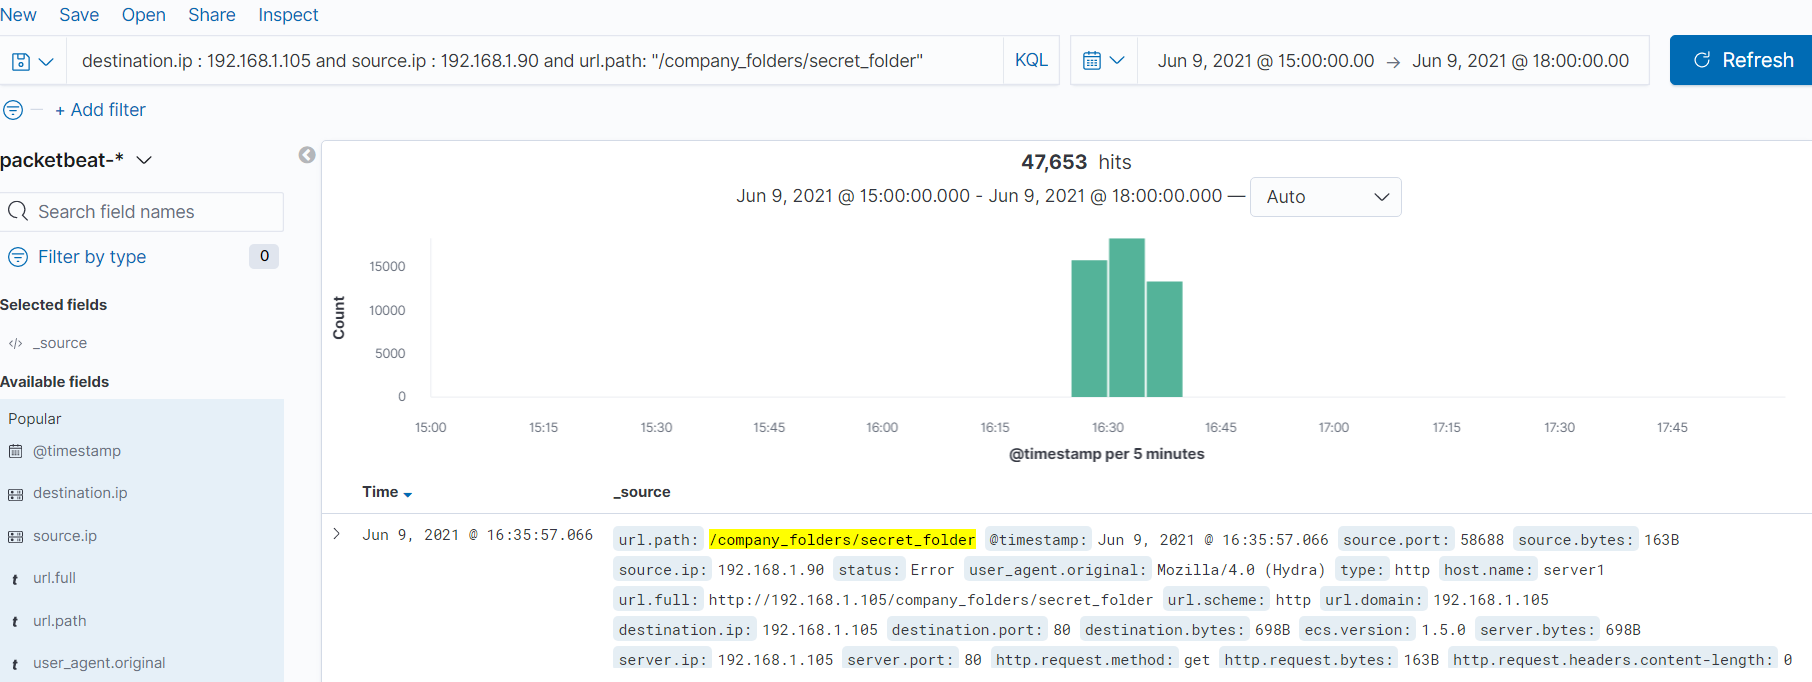 New Save Open Share Inspect
destination.ip : 192.168.1.105 and source.ip : 192.168.1.90 and url.path: "/company_folders/secret_folder" KQL Jun 9, 2021 @ 15:00:00.00 → Jun 9, 2021 @ 18:00:00.00 Refresh
+ Add filter
packetbeat-*
Search field names
Filter by type 0
Selected fields
_source
Available fields
Popular
@timestamp
destination.ip
source.ip
url.full
url.path
user_agent.original
47,653 hits
Jun 9, 2021 @ 15:00:00.000 - Jun 9, 2021 @ 18:00:00.000 — Auto
Count
15000
10000
5000
0
15:00 15:15 15:30 15:45 16:00 16:15 16:30 16:45 17:00 17:15 17:30 17:45
@timestamp per 5 minutes
Time _source
Jun 9, 2021 @ 16:35:57.066 url.path: /company_folders/secret_folder @timestamp: Jun 9, 2021 @ 16:35:57.066 source.port: 58688 source.bytes: 163B
source.ip: 192.168.1.90 status: Error user_agent.original: Mozilla/4.0 (Hydra) type: http host.name: server1
url.full: http://192.168.1.105/company_folders/secret_folder url.scheme: http url.domain: 192.168.1.105
destination.ip: 192.168.1.105 destination.port: 80 destination.bytes: 698B ecs.version: 1.5.0 server.bytes: 698B
server.ip: 192.168.1.105 server.port: 80 http.request.method: get http.request.bytes: 163B http.request.headers.content-length: 0